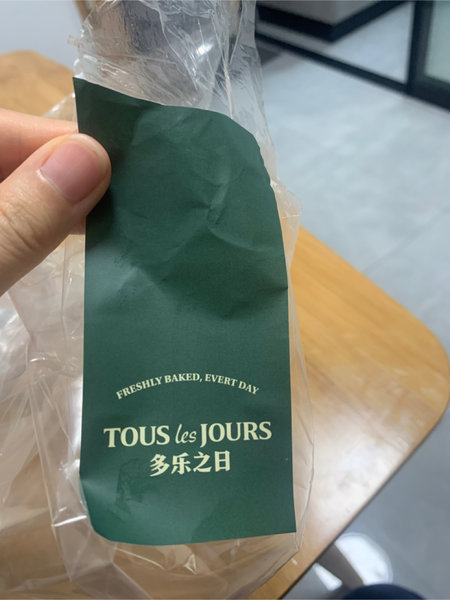 FRESHLY BAKED, EVERT DAY
TOUS les JOURS
多乐之日